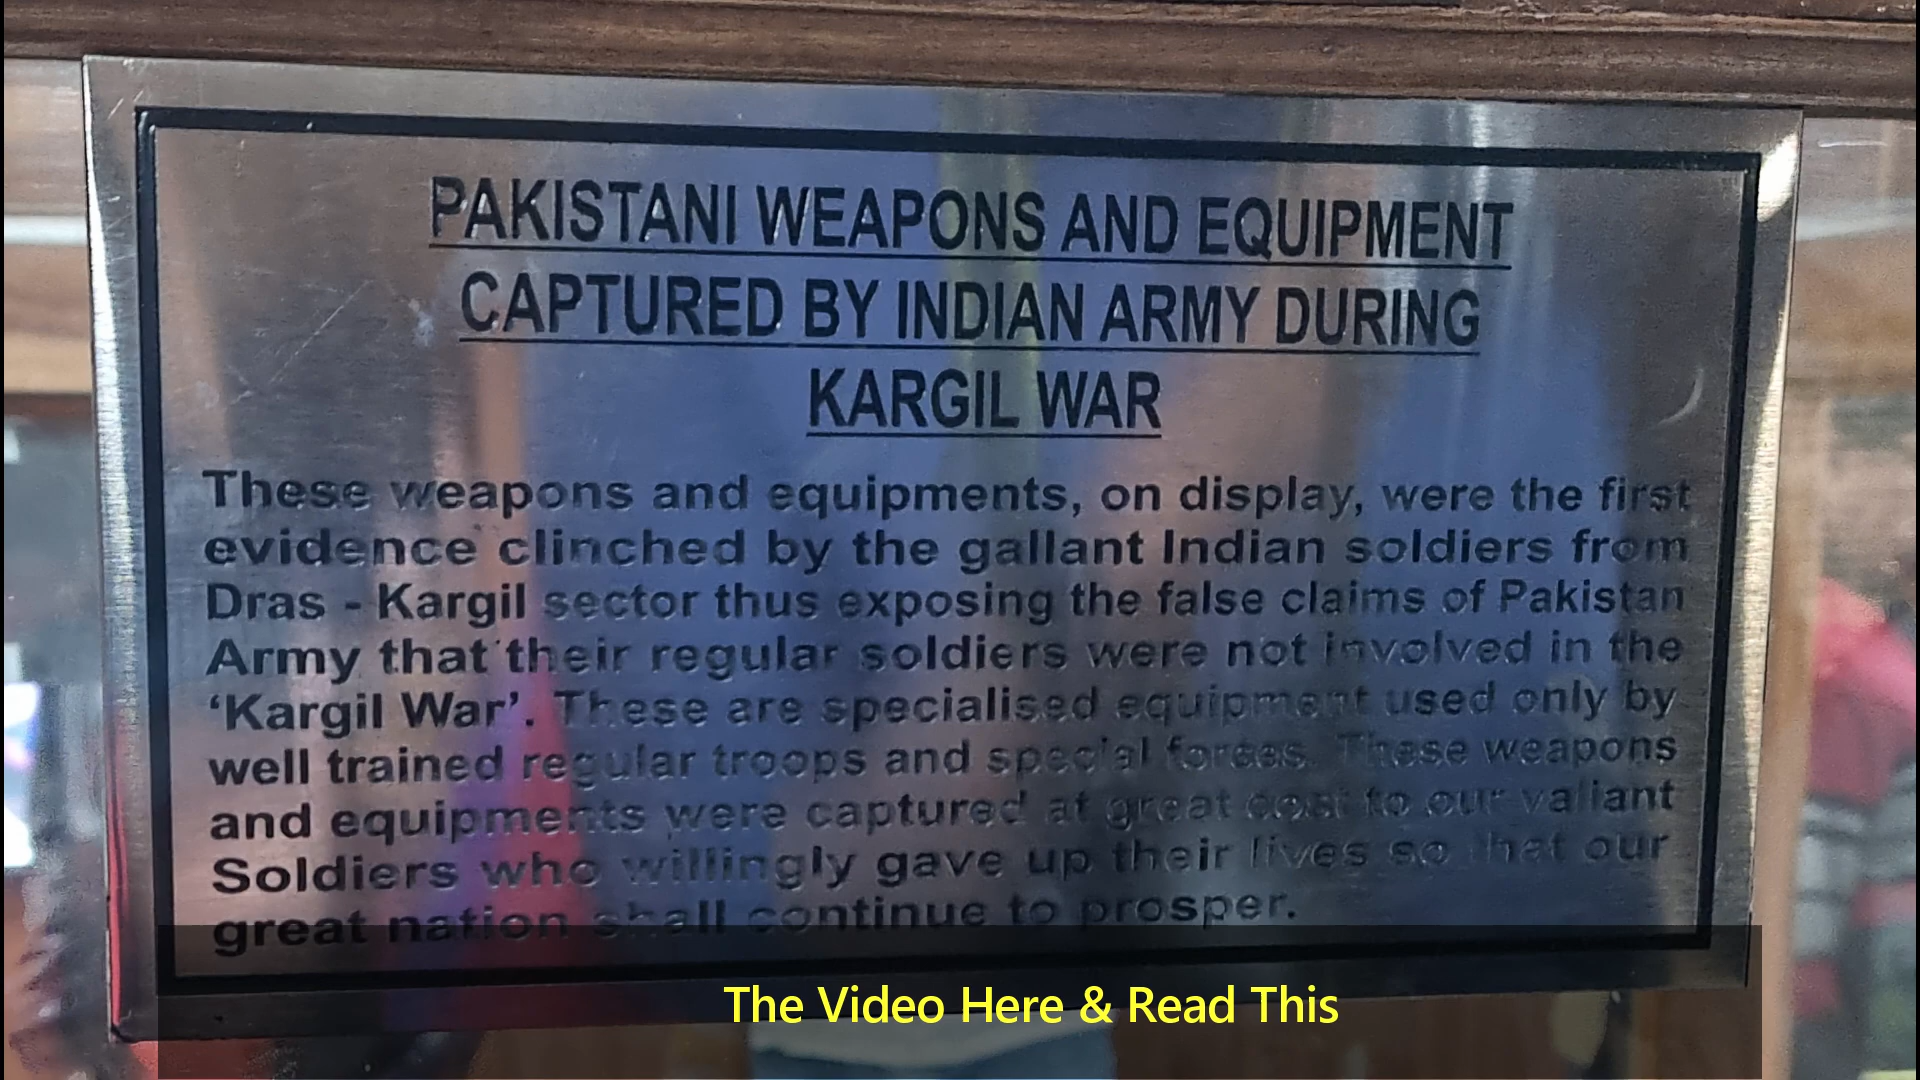 PAKISTANI WEAPONS AND EQUIPMENT
CAPTURED BY INDIAN ARMY DURING
KARGIL WAR
These weapons and equipments, on display, were the first
evidence clinched by the gallant Indian soldiers from
Dras - Kargil sector thus exposing the false claims of Pakistan
Army that their regular soldiers were not involved in the
‘Kargil War’. These are specialised equipment used only by
well trained regular troops and special forces. These weapons
and equipments were captured at great cost to our valiant
Soldiers who willingly gave up their lives so that our
great nation shall continue to prosper.
The Video Here & Read This